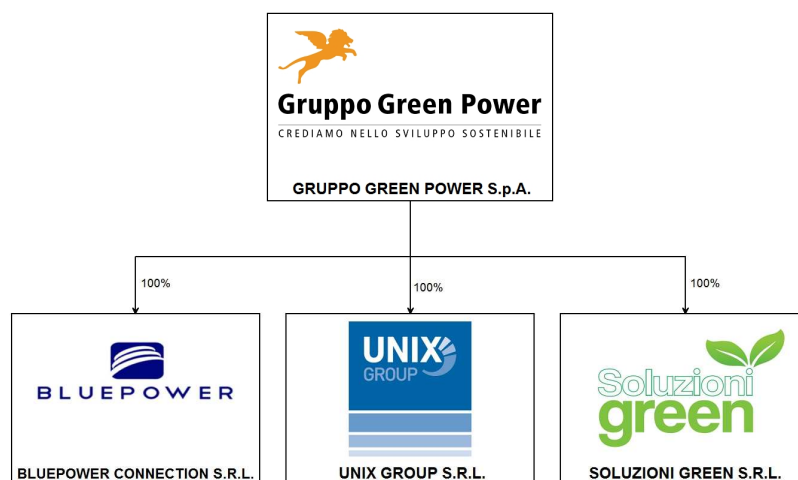 Gruppo Green Power
CREDIAMO NELLO SVILUPPO SOSTENIBILE
GRUPPO GREEN POWER S.p.A.
100%
100%
100%
BLUEPOWER
BLUEPOWER CONNECTION S.R.L.
UNIX
GROUP
UNIX GROUP S.R.L.
Soluzioni
green
SOLUZIONI GREEN S.R.L.